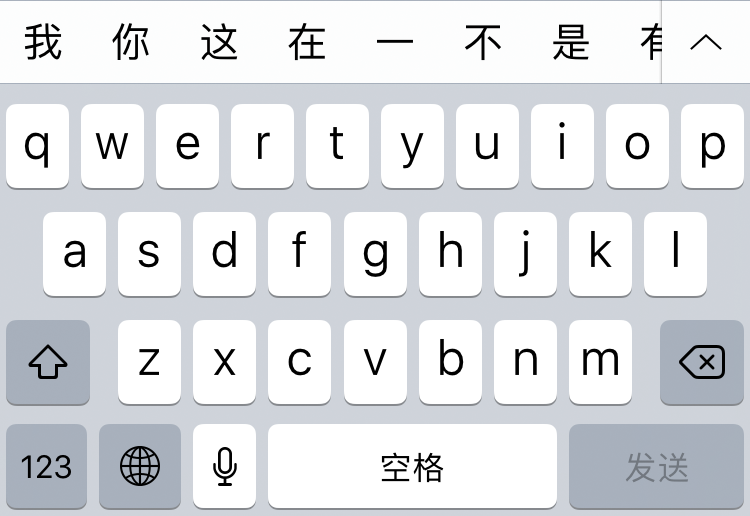 我 你 这 在 一 不 是
q w e r t y u i o p
a s d f g h j k l
z x c v b n m
123 空格 发送